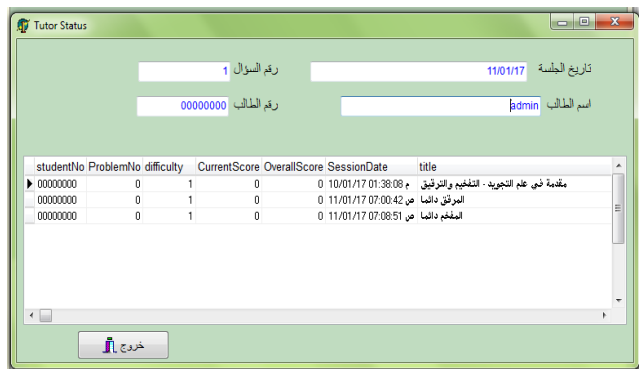 Tutor Status
تاريخ الجلسة 11/01/17 رقم السؤال 1
اسم الطالب admin رقم الطالب 00000000
studentNo ProblemNo difficulty CurrentScore OverallScore SessionDate title
00000000 0 1 0 0 10/01/17 01:38:08 م مقدمة في علم التجويد - التفخيم والترقيق
00000000 0 1 0 0 11/01/17 07:00:42 ص المرقق دائما
00000000 0 1 0 0 11/01/17 07:08:51 ص المفخم دائما
خروج